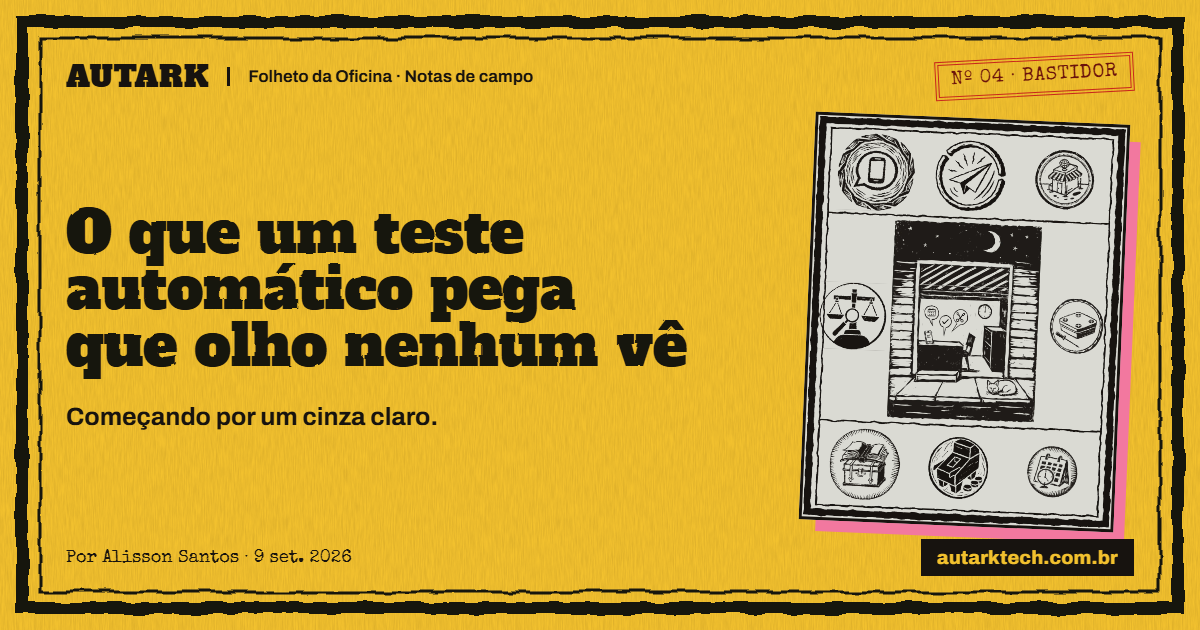 AUTARK
Folheto da Oficina · Notas de campo
Nº 04 · BASTIDOR
O que um teste
automático pega
que olho nenhum vê
Começando por um cinza claro.
Por Alisson Santos · 9 set. 2026
autarktech.com.br